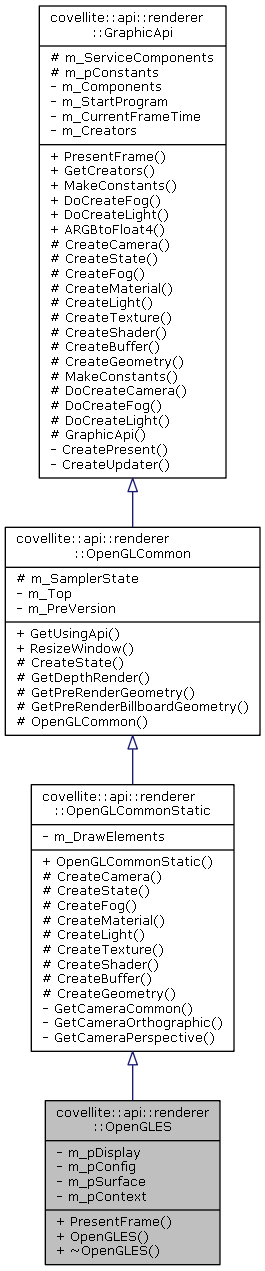 covellite::api::renderer
::GraphicApi
# m_ServiceComponents
# m_pConstants
- m_Components
- m_StartProgram
- m_CurrentFrameTime
- m_Creators
+ PresentFrame()
+ GetCreators()
+ MakeConstants()
+ DoCreateFog()
+ DoCreateLight()
+ ARGBtoFloat4()
# CreateCamera()
# CreateState()
# CreateFog()
# CreateMaterial()
# CreateLight()
# CreateTexture()
# CreateShader()
# CreateBuffer()
# CreateGeometry()
# MakeConstants()
# DoCreateCamera()
# DoCreateFog()
# DoCreateLight()
# GraphicApi()
- CreatePresent()
- CreateUpdater()
covellite::api::renderer
::OpenGLCommon
# m_SamplerState
- m_Top
- m_PreVersion
+ GetUsingApi()
+ ResizeWindow()
# CreateState()
# GetDepthRender()
# GetPreRenderGeometry()
# GetPreRenderBillboardGeometry()
# OpenGLCommon()
covellite::api::renderer
::OpenGLCommonStatic
- m_DrawElements
+ OpenGLCommonStatic()
# CreateCamera()
# CreateState()
# CreateFog()
# CreateMaterial()
# CreateLight()
# CreateTexture()
# CreateShader()
# CreateBuffer()
# CreateGeometry()
- GetCameraCommon()
- GetCameraOrthographic()
- GetCameraPerspective()
covellite::api::renderer
::OpenGLES
- m_pDisplay
- m_pConfig
- m_pSurface
- m_pContext
+ PresentFrame()
+ OpenGLES()
+ ~OpenGLES()